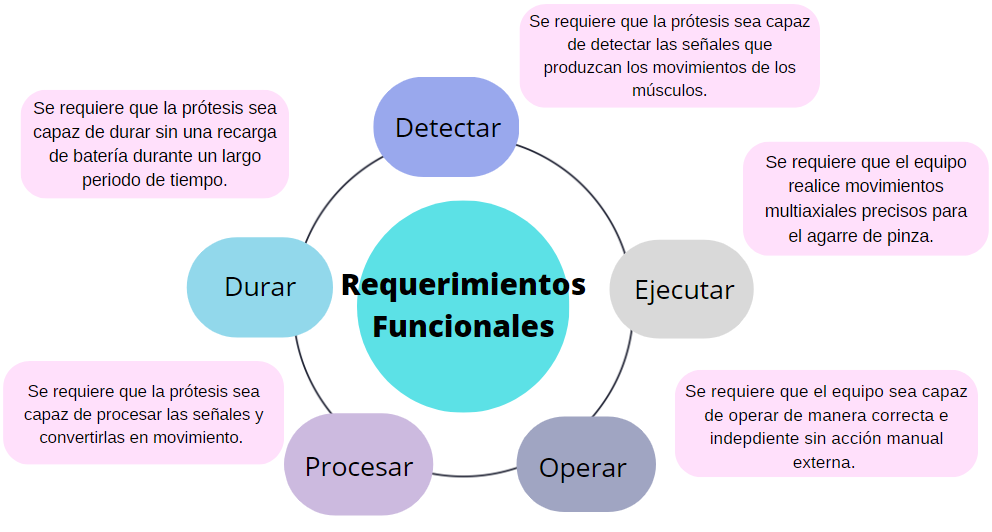 Se requiere que la prótesis sea capaz
de detectar las señales que
produzcan los movimientos de los
músculos.
Detectar
Se requiere que la prótesis sea
capaz de durar sin una recarga
de batería durante un largo
periodo de tiempo.
Se requiere que el equipo
realice movimientos
multiaxiales precisos para
el agarre de pinza.
Durar
Requerimientos
Funcionales
Ejecutar
Se requiere que la prótesis sea
capaz de procesar las señales y
convertirlas en movimiento.
Se requiere que el equipo sea capaz
de operar de manera correcta e
indepdiente sin acción manual
externa.
Procesar
Operar